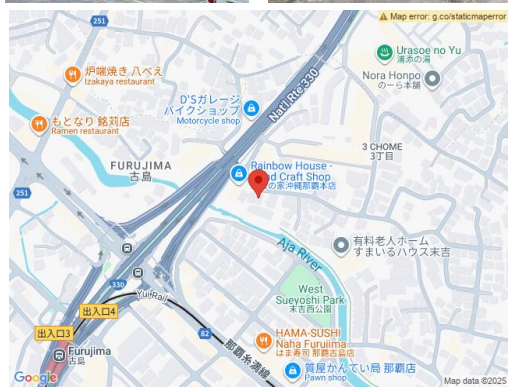 Map error: g.co/staticmaperror
251
炉端焼き 八べえ
Izakaya restaurant
Urasoe no Yu
浦添の湯
Nora Honpo
のーら本舗
D'Sガレージ
バイクショップ
Motorcycle shop
Nat'l Rte 330
もとなり 銘苅店
Ramen restaurant
3 CHOME
3丁目
FURUJIMA
古島
Rainbow House -
Craft Shop
の家沖縄那覇本店
251
有料老人ホーム
すまいるハウス末吉
Aja River
330
Yui Rail
West
Sueyoshi Park
末吉西公園
出入口4
出入口3
82
那覇糸満線
HAMA-SUSHI
Naha Furujima
はま寿司 那覇古島店
Furujima
古島
質屋かんてい局 那覇店
Pawn shop
Google
Map data ©2025